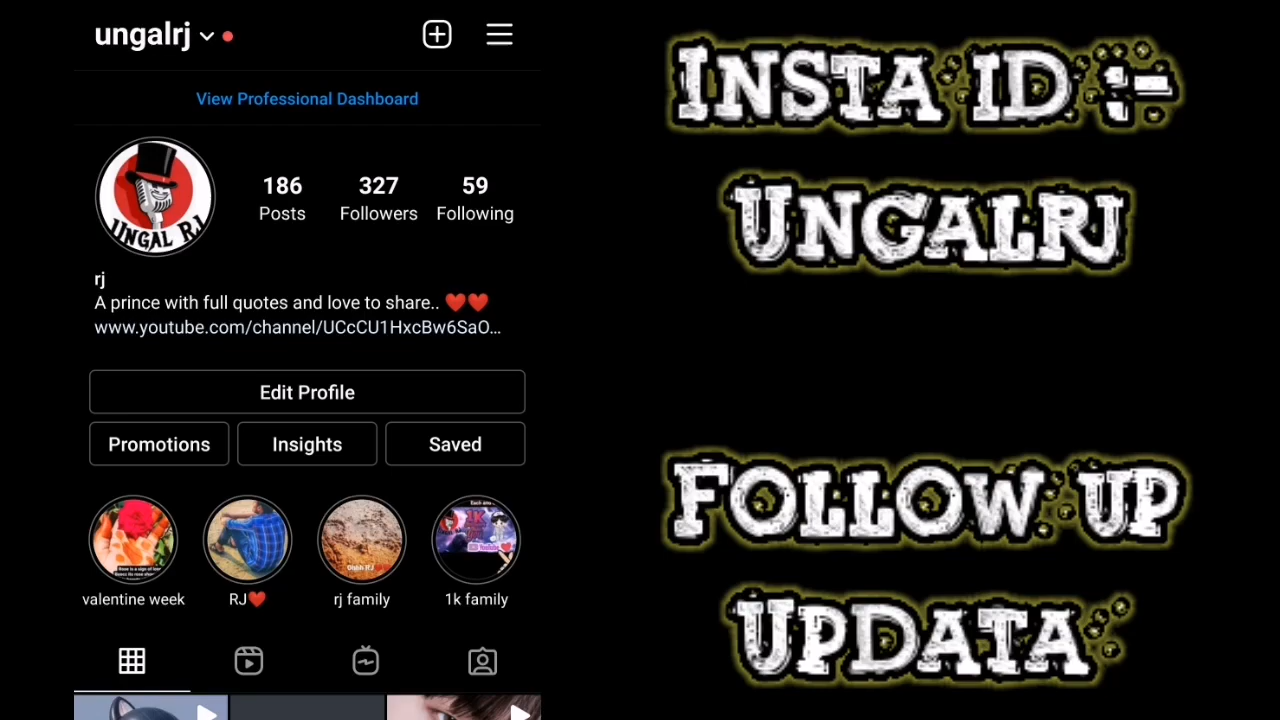 ungalrj
View Professional Dashboard
UNGAL RJ
186
Posts
327
Followers
59
Following
rj
A prince with full quotes and love to share.. ❤️❤️
www.youtube.com/channel/UCcCU1HxcBw6SaO...
Edit Profile
Promotions
Insights
Saved
valentine week
RJ❤️
rj family
1k family
INSTA ID :-
UNGALRJ
FOLLOW UP
UPDATA